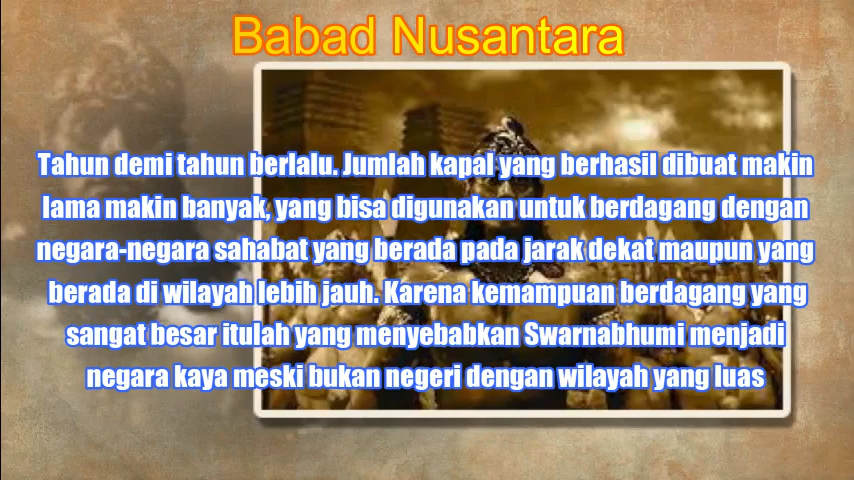 Babad Nusantara
Tahun demi tahun berlalu. Jumlah kapal yang berhasil dibuat makin
lama makin banyak, yang bisa digunakan untuk berdagang dengan
negara-negara sahabat yang berada pada jarak dekat maupun yang
berada di wilayah lebih jauh. Karena kemampuan berdagang yang
sangat besar itulah yang menyebabkan Swarnabhumi menjadi
negara kaya meski bukan negeri dengan wilayah yang luas